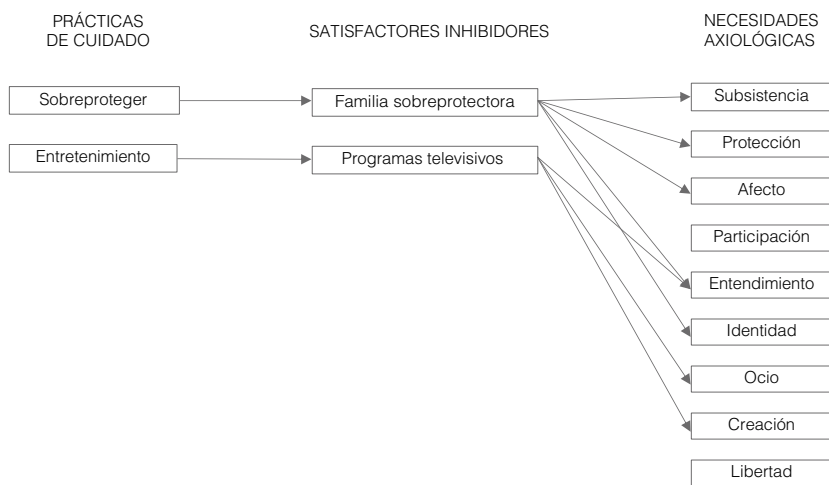 PRÁCTICAS
DE CUIDADO
SATISFACTORES INHIBIDORES
NECESIDADES
AXIOLÓGICAS
Sobreproteger
Familia sobreprotectora
Subsistencia
Protección
Entretenimiento
Programas televisivos
Afecto
Participación
Entendimiento
Identidad
Ocio
Creación
Libertad